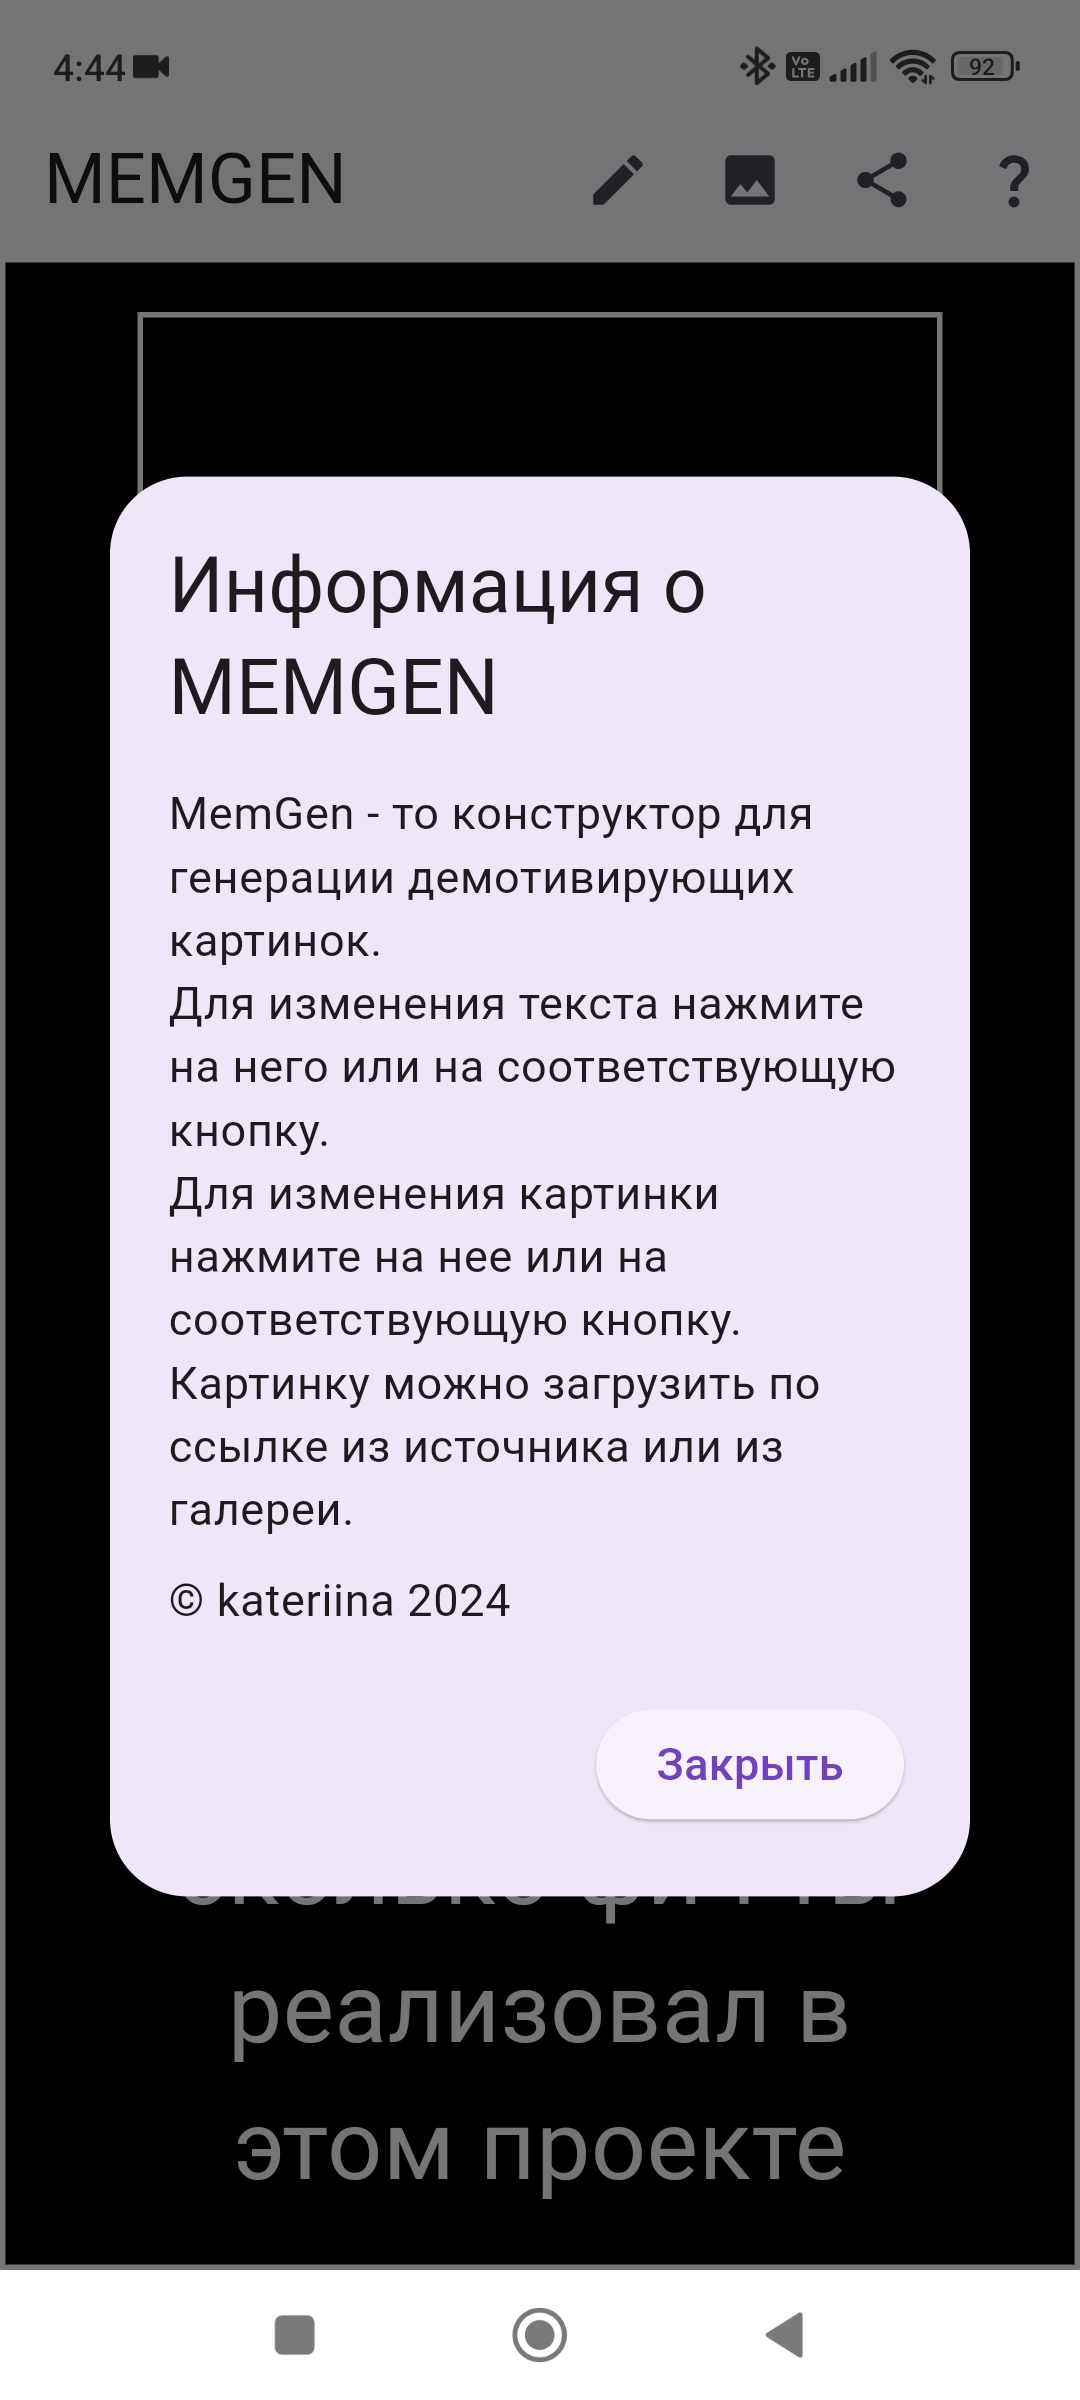 4:44
Vo LTE
92
MEMGEN
Информация о
MEMGEN
MemGen - то конструктор для
генерации демотивирующих
картинок.
Для изменения текста нажмите
на него или на соответствующую
кнопку.
Для изменения картинки
нажмите на нее или на
соответствующую кнопку.
Картинку можно загрузить по
ссылке из источника или из
галереи.
© kateriina 2024
Закрыть
реализовал в
этом проекте